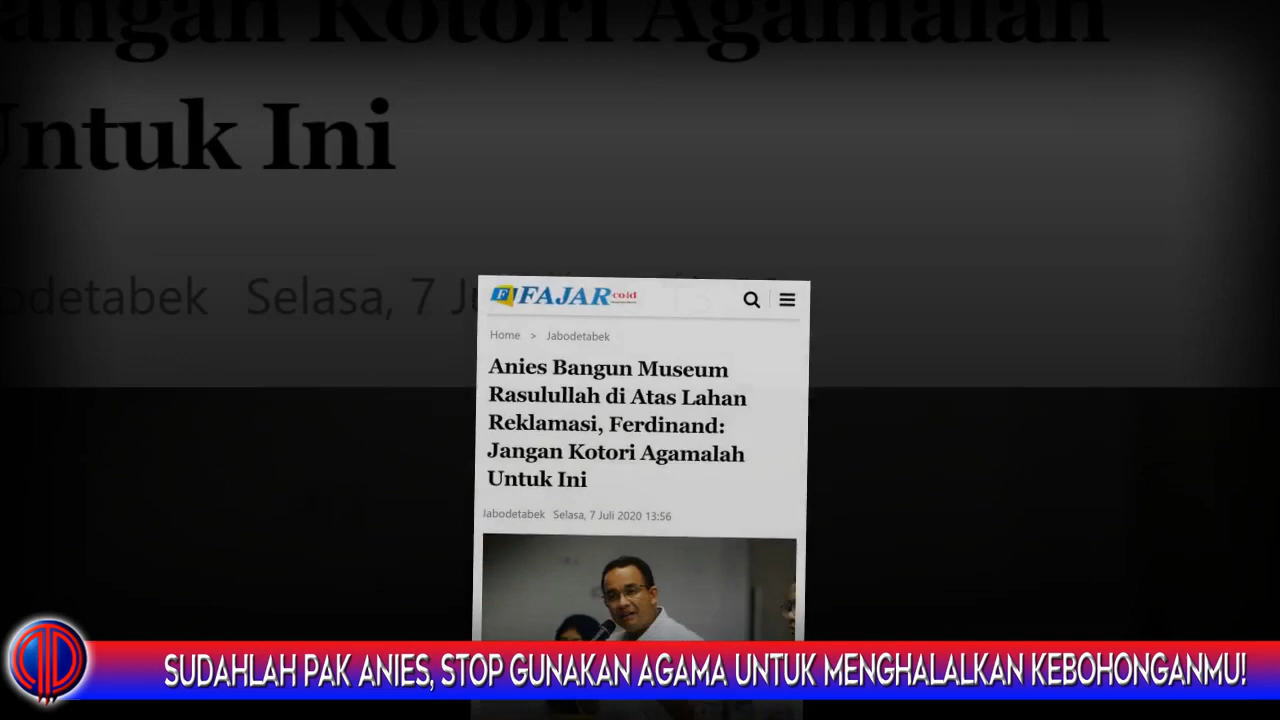 angan Kotori Agamalah
Untuk Ini
odetabek Selasa, 7 Ju
FAJAR.co.id
Home > Jabodetabek
Anies Bangun Museum
Rasulullah di Atas Lahan
Reklamasi, Ferdinand:
Jangan Kotori Agamalah
Untuk Ini
Jabodetabek Selasa, 7 Juli 2020 13:56
SUDAHLAH PAK ANIES, STOP GUNAKAN AGAMA UNTUK MENGHALALKAN KEBOHONGANMU!